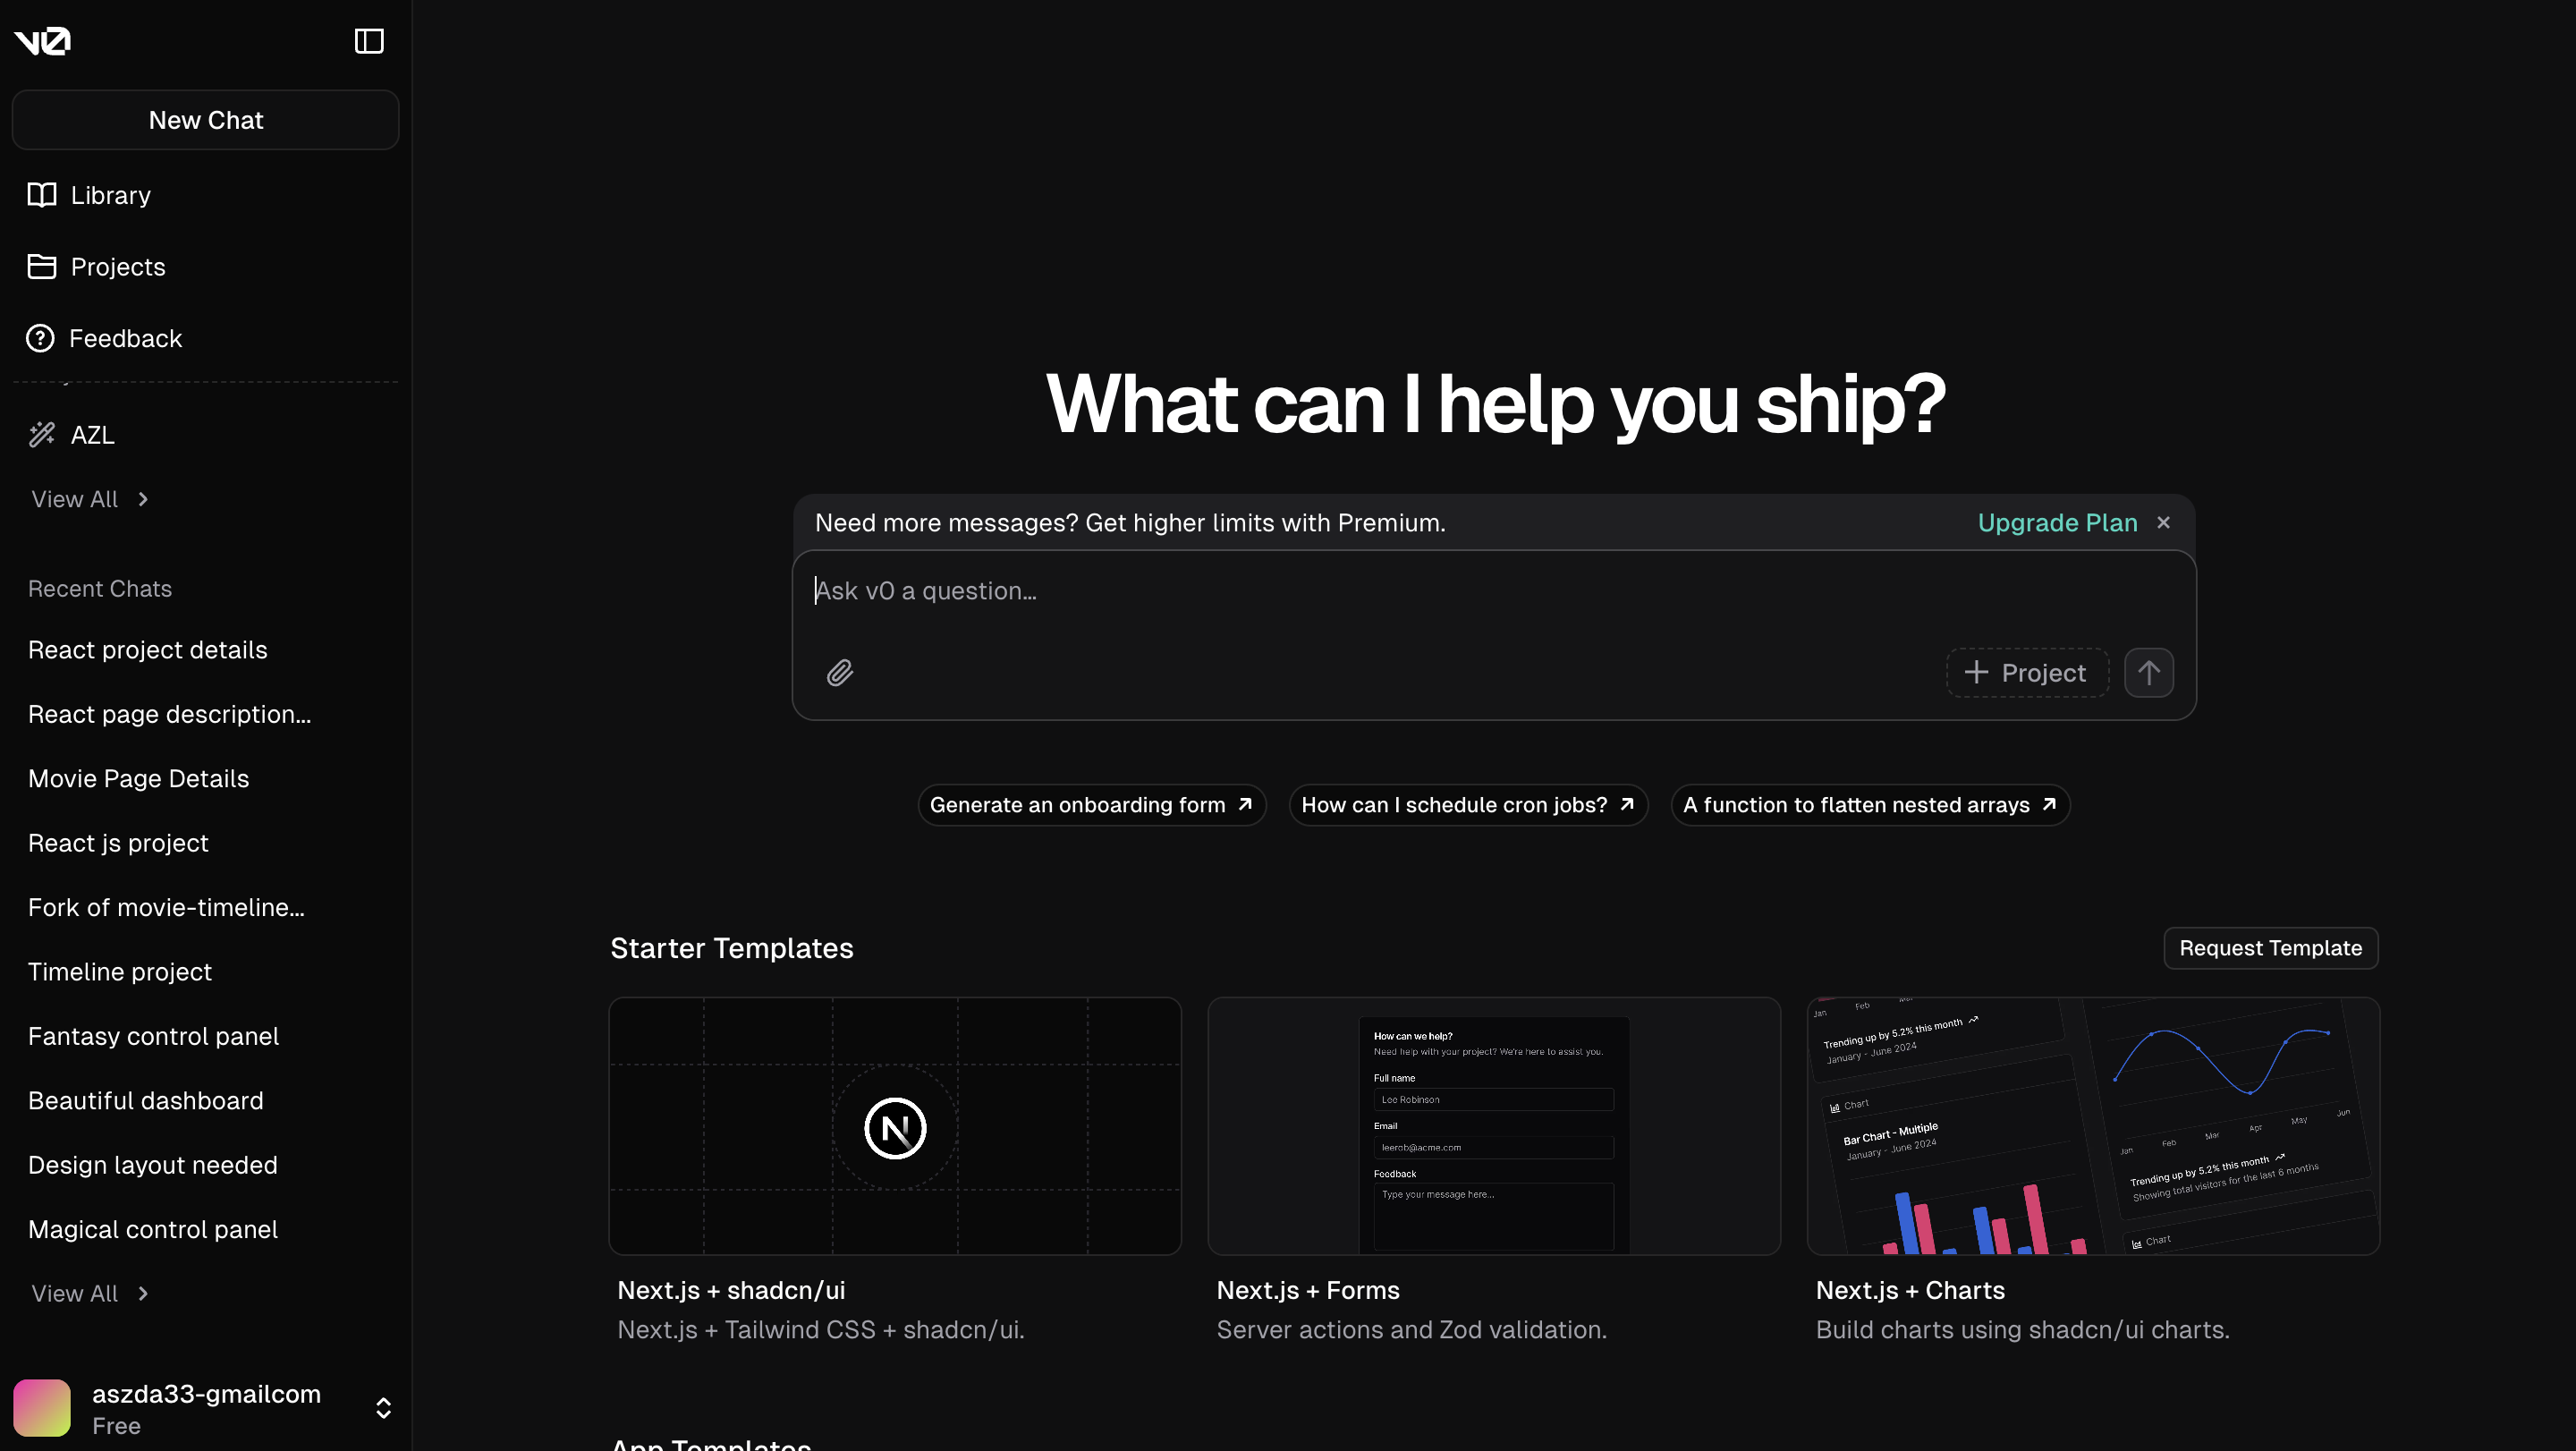 v0
New Chat
Library
Projects
Feedback
AZL
View All
Recent Chats
React project details
React page description...
Movie Page Details
React js project
Fork of movie-timeline...
Timeline project
Fantasy control panel
Beautiful dashboard
Design layout needed
Magical control panel
View All
aszda33-gmailcom
Free
What can I help you ship?
Need more messages? Get higher limits with Premium.
Upgrade Plan
Ask v0 a question...
Project
Generate an onboarding form
How can I schedule cron jobs?
A function to flatten nested arrays
Starter Templates
Request Template
How can we help?
Need help with your project? We're here to assist you.
Full name
Lee Robinson
Email
leerob@acme.com
Feedback
Type your message here...
Jan Feb
Trending up by 5.2% this month
January - June 2024
Chart
Bar Chart - Multiple
January - June 2024
Jan Feb Mar Apr May Jun
Trending up by 5.2% this month
Showing total visitors for the last 6 months
Chart
Next.js + shadcn/ui
Next.js + Tailwind CSS + shadcn/ui.
Next.js + Forms
Server actions and Zod validation.
Next.js + Charts
Build charts using shadcn/ui charts.
App Templates